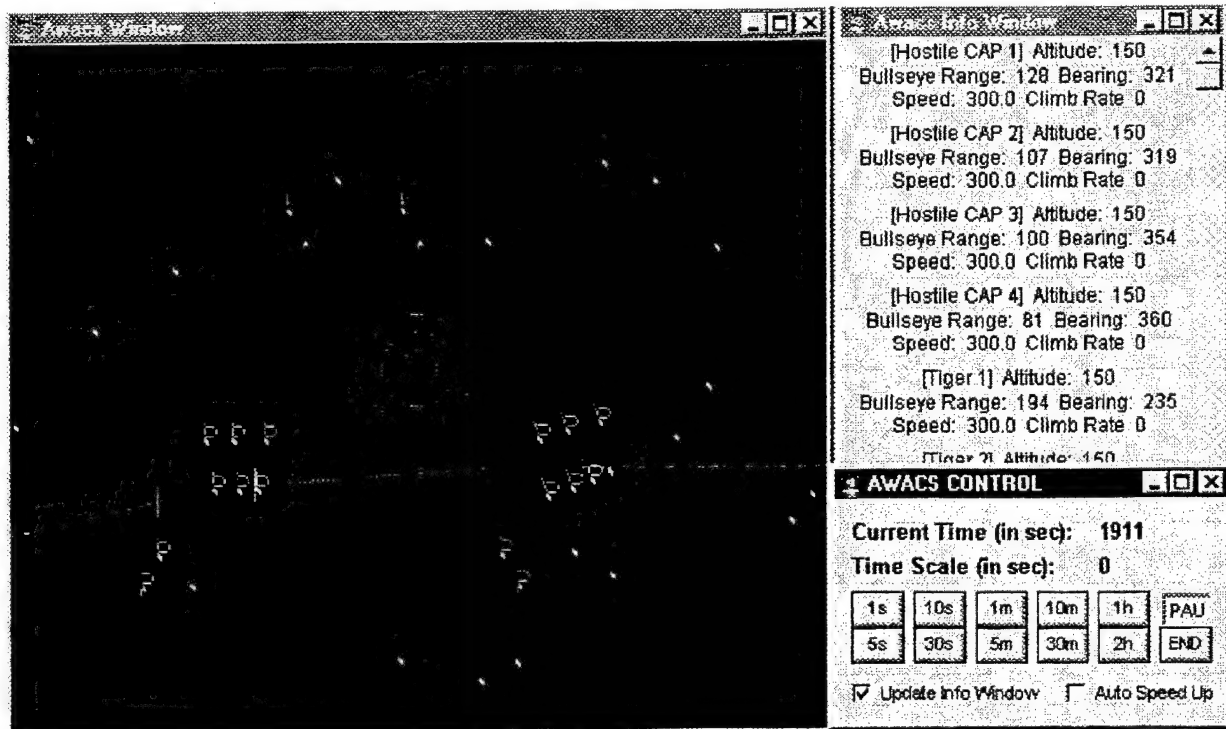 Awacs Window
Awacs Info Window
[Hostile CAP 1] Altitude: 150
Bullseye Range: 128 Bearing: 321
Speed: 300.0 Climb Rate 0
[Hostile CAP 2] Altitude: 150
Bullseye Range: 107 Bearing: 319
Speed: 300.0 Climb Rate 0
[Hostile CAP 3] Altitude: 150
Bullseye Range: 100 Bearing: 354
Speed: 300.0 Climb Rate 0
[Hostile CAP 4] Altitude: 150
Bullseye Range: 81 Bearing: 360
Speed: 300.0 Climb Rate 0
[Tiger 1] Altitude: 150
Bullseye Range: 194 Bearing: 235
Speed: 300.0 Climb Rate 0
[Tiger 2] Altitude: 150
AWACS CONTROL
Current Time (in sec): 1911
Time Scale (in sec): 0
1s 10s 1m 10m 1h PAU
5s 30s 5m 30m 2h END
Update Info Window Auto Speed Up